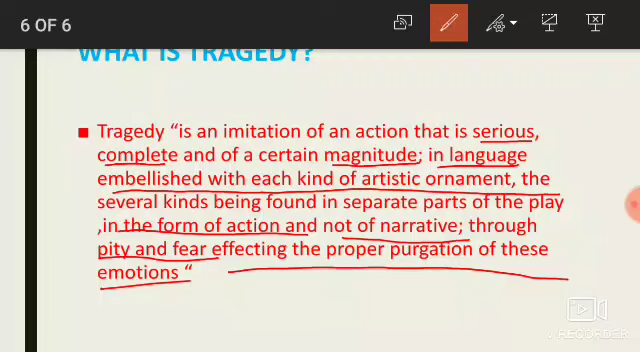 6 OF 6
WHAT IS TRAGEDY?
Tragedy “is an imitation of an action that is serious,
complete and of a certain magnitude; in language
embellished with each kind of artistic ornament, the
several kinds being found in separate parts of the play
,in the form of action and not of narrative; through
pity and fear effecting the proper purgation of these
emotions “
V RECORDER